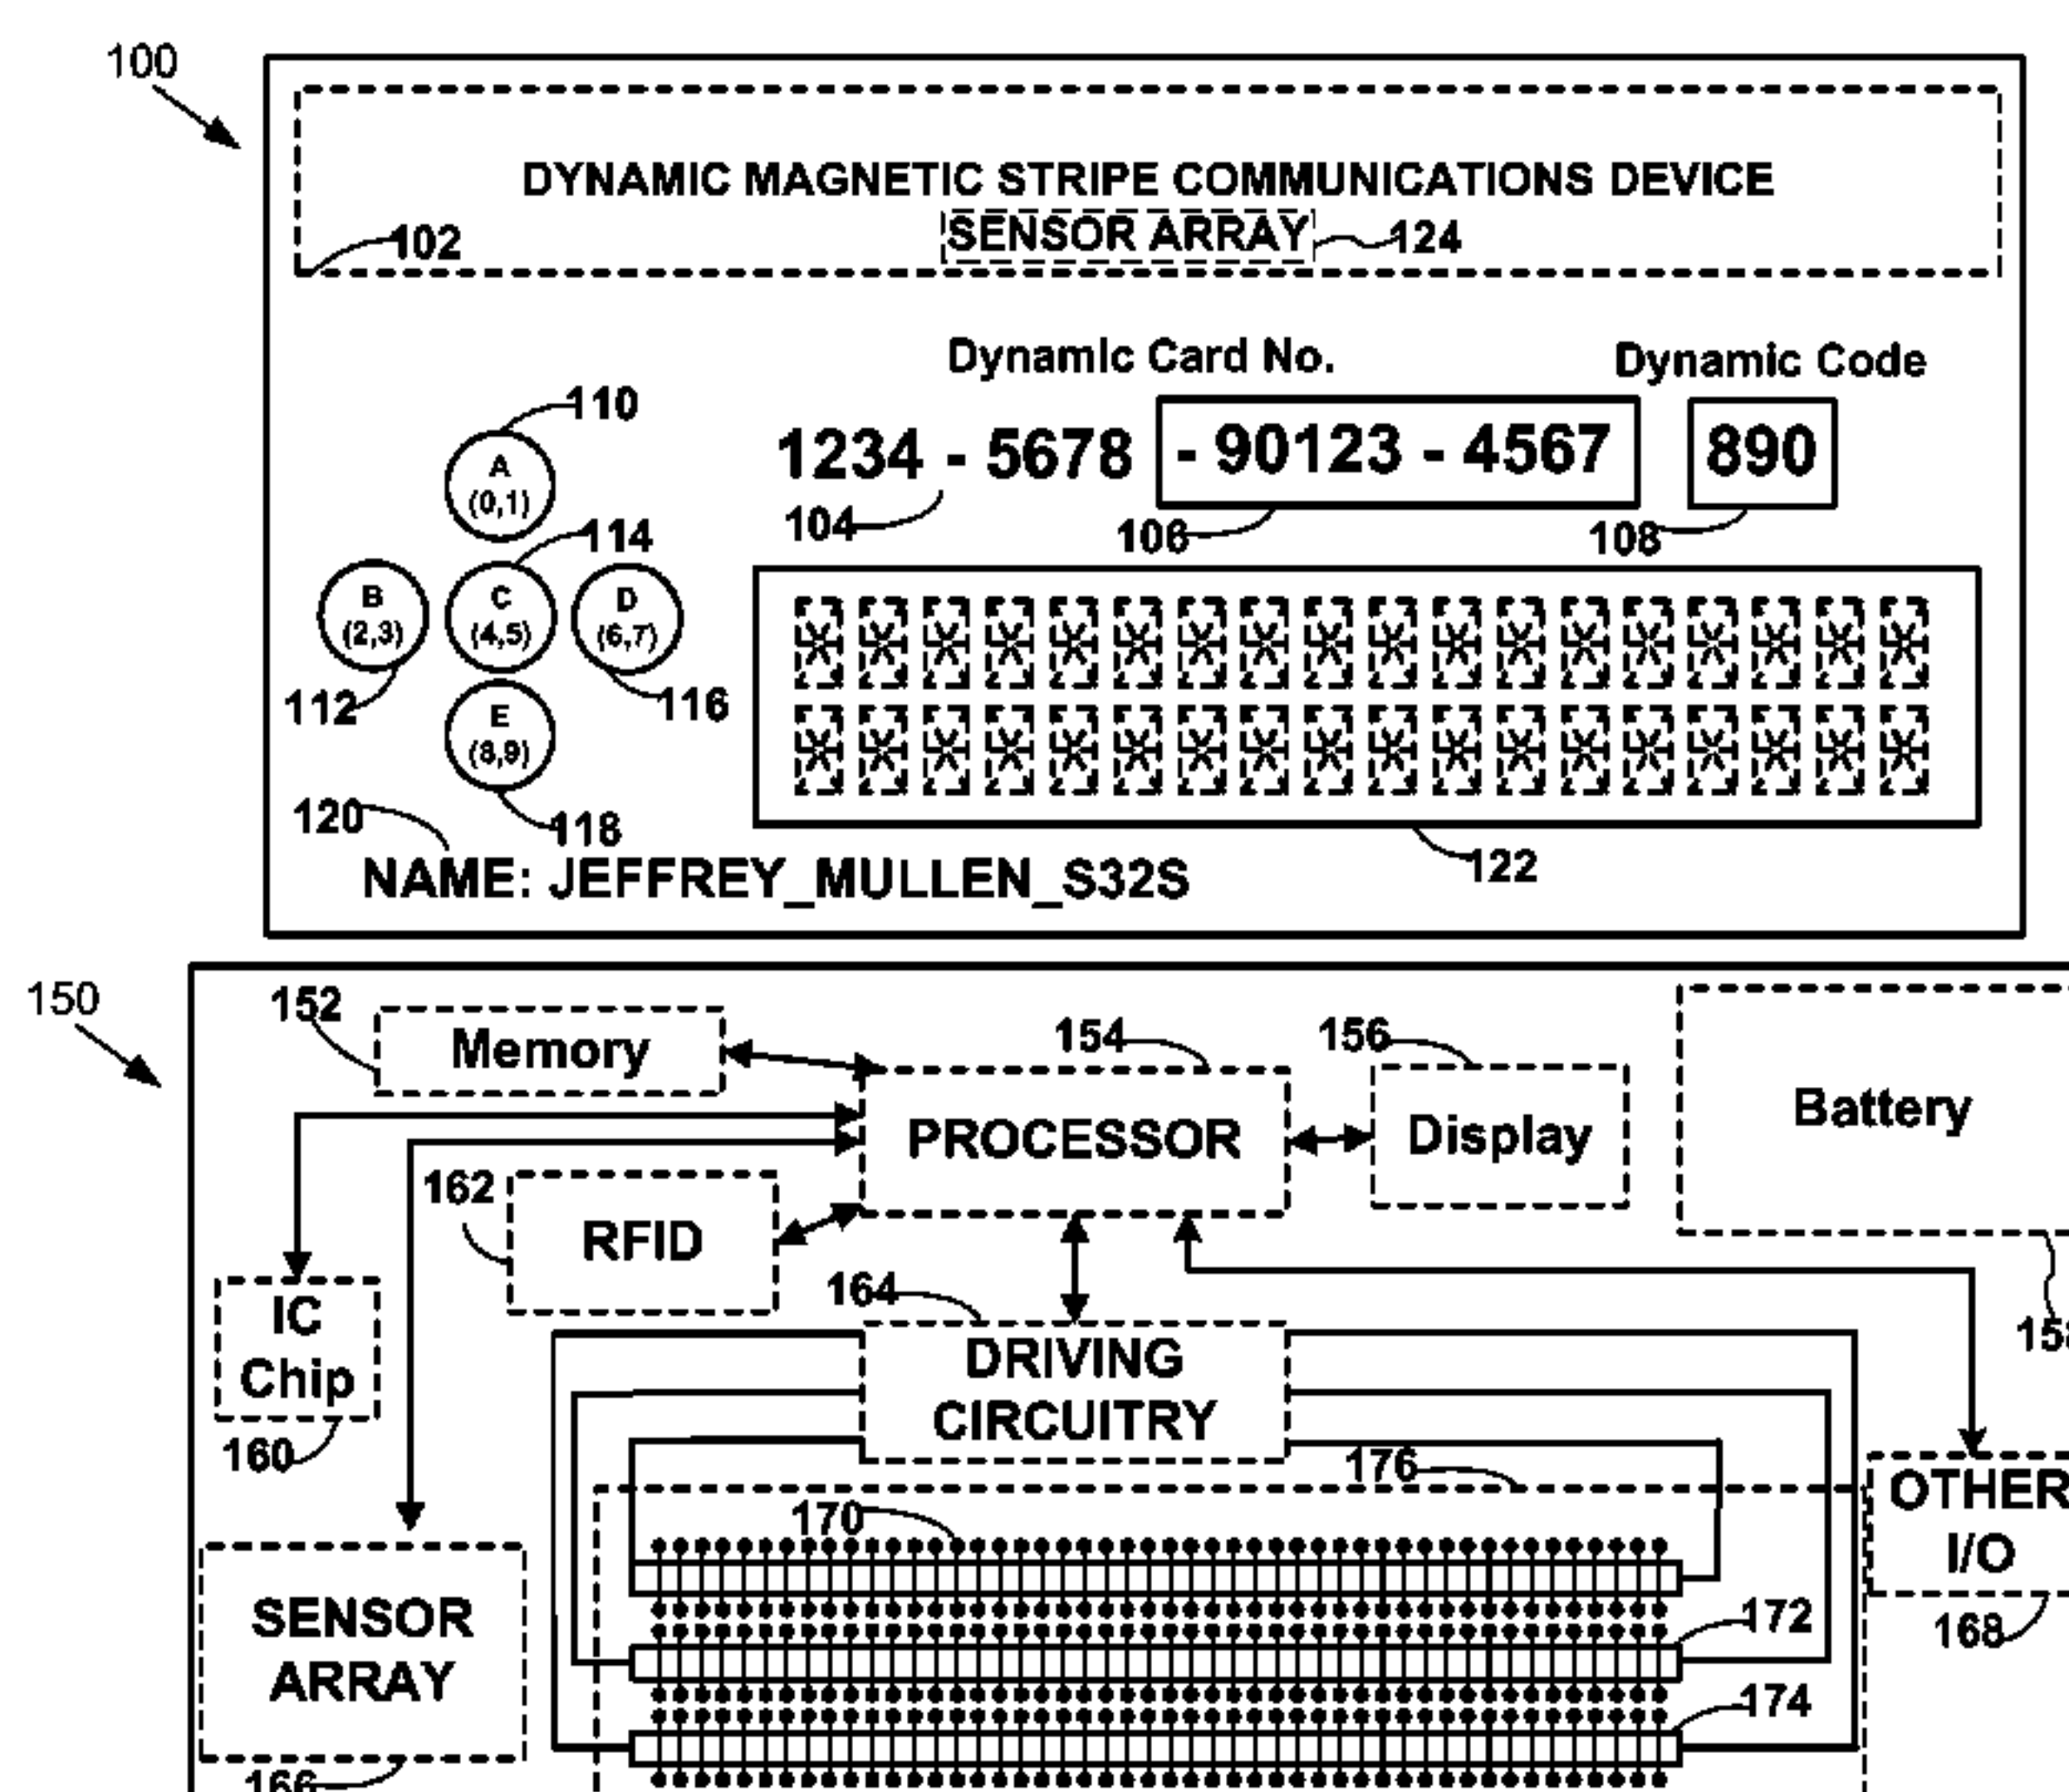 100
DYNAMIC MAGNETIC STRIPE COMMUNICATIONS DEVICE
SENSOR ARRAY
102
124
Dynamic Card No.
Dynamic Code
110
A
(0,1)
1234 - 5678 - 90123 - 4567
890
104
106
108
114
B
(2,3)
C
(4,5)
D
(6,7)
112
116
E
(8,9)
120
118
122
NAME: JEFFREY_MULLEN_S32S
150
152
Memory
154
156
PROCESSOR
Display
Battery
162
RFID
164
IC
Chip
160
DRIVING
CIRCUITRY
158
176
170
OTHER
I/O
168
SENSOR
ARRAY
172
174
166